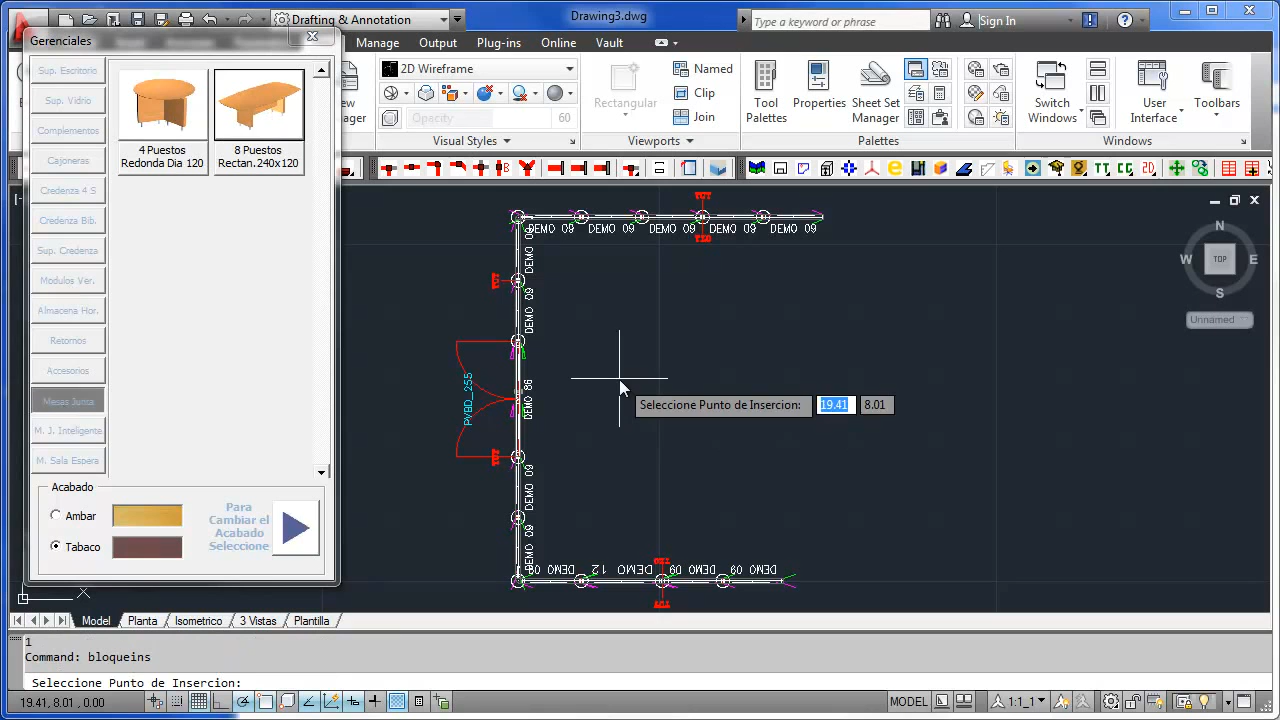 Drafting & Annotation
Drawing3.dwg
Type a keyword or phrase
Sign In
Gerenciales
Manage
Output
Plug-ins
Online
Vault
Sup. Escritorio
Sup. Vidrio
Complementos
Cajoneras
Credenza 4 S
Credenza Bib.
Sup. Credenza
Modulos Ver.
Almacena Hor.
Retornos
Accesorios
Mesas Junta
M. J. Inteligente
M. Sala Espera
4 Puestos
Redonda Dia 120
8 Puestos
Rectan.240x120
Acabado
Ambar
Tabaco
Para
Cambiar el
Acabado
Seleccione
2D Wireframe
Opacity
60
Visual Styles
Rectangular
Named
Clip
Join
Viewports
Tool
Palettes
Properties
Sheet Set
Manager
Palettes
Switch
Windows
Windows
User
Interface
Toolbars
N
W
TOP
E
S
Unnamed
DEMO 09
DEMO 09
DEMO 09
DEMO 09
DEMO 09
DEMO 09
DEMO 09
PVBD_255
DEMO 86
DEMO 09
DEMO 09
DEMO 09
DEMO 12
DEMO 09
DEMO 09
Seleccione Punto de Insercion:
19.41
8.01
Model
Planta
Isometrico
3 Vistas
Plantilla
1
Command: bloqueins
Seleccione Punto de Insercion:
19.41, 8.01 , 0.00
MODEL
1:1_1